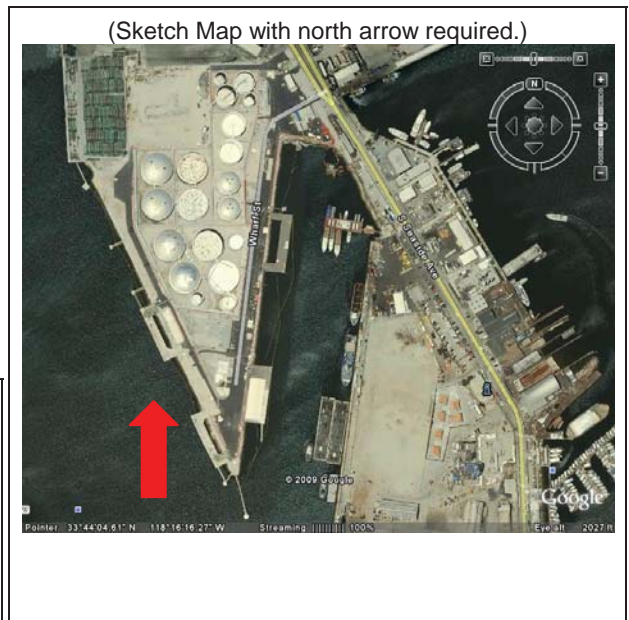 (Sketch Map with north arrow required.)
N
Wharf St
S Seaside Ave
© 2009 Google
Google
Pointer 33°44'04.61" N 118°16'16.27" W Streaming |||||||||| 100% Eye alt 2027 ft